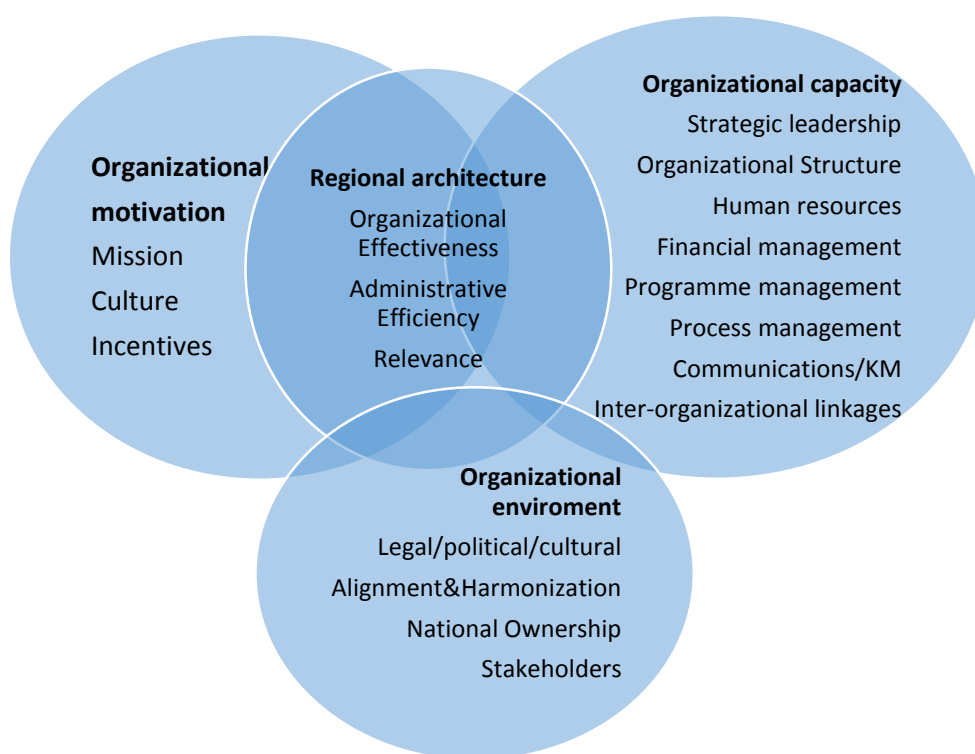 Organizational
motivation
Mission
Culture
Incentives
Regional architecture
Organizational
Effectiveness
Administrative
Efficiency
Relevance
Organizational capacity
Strategic leadership
Organizational Structure
Human resources
Financial management
Programme management
Process management
Communications/KM
Inter-organizational linkages
Organizational
enviroment
Legal/political/cultural
Alignment&Harmonization
National Ownership
Stakeholders